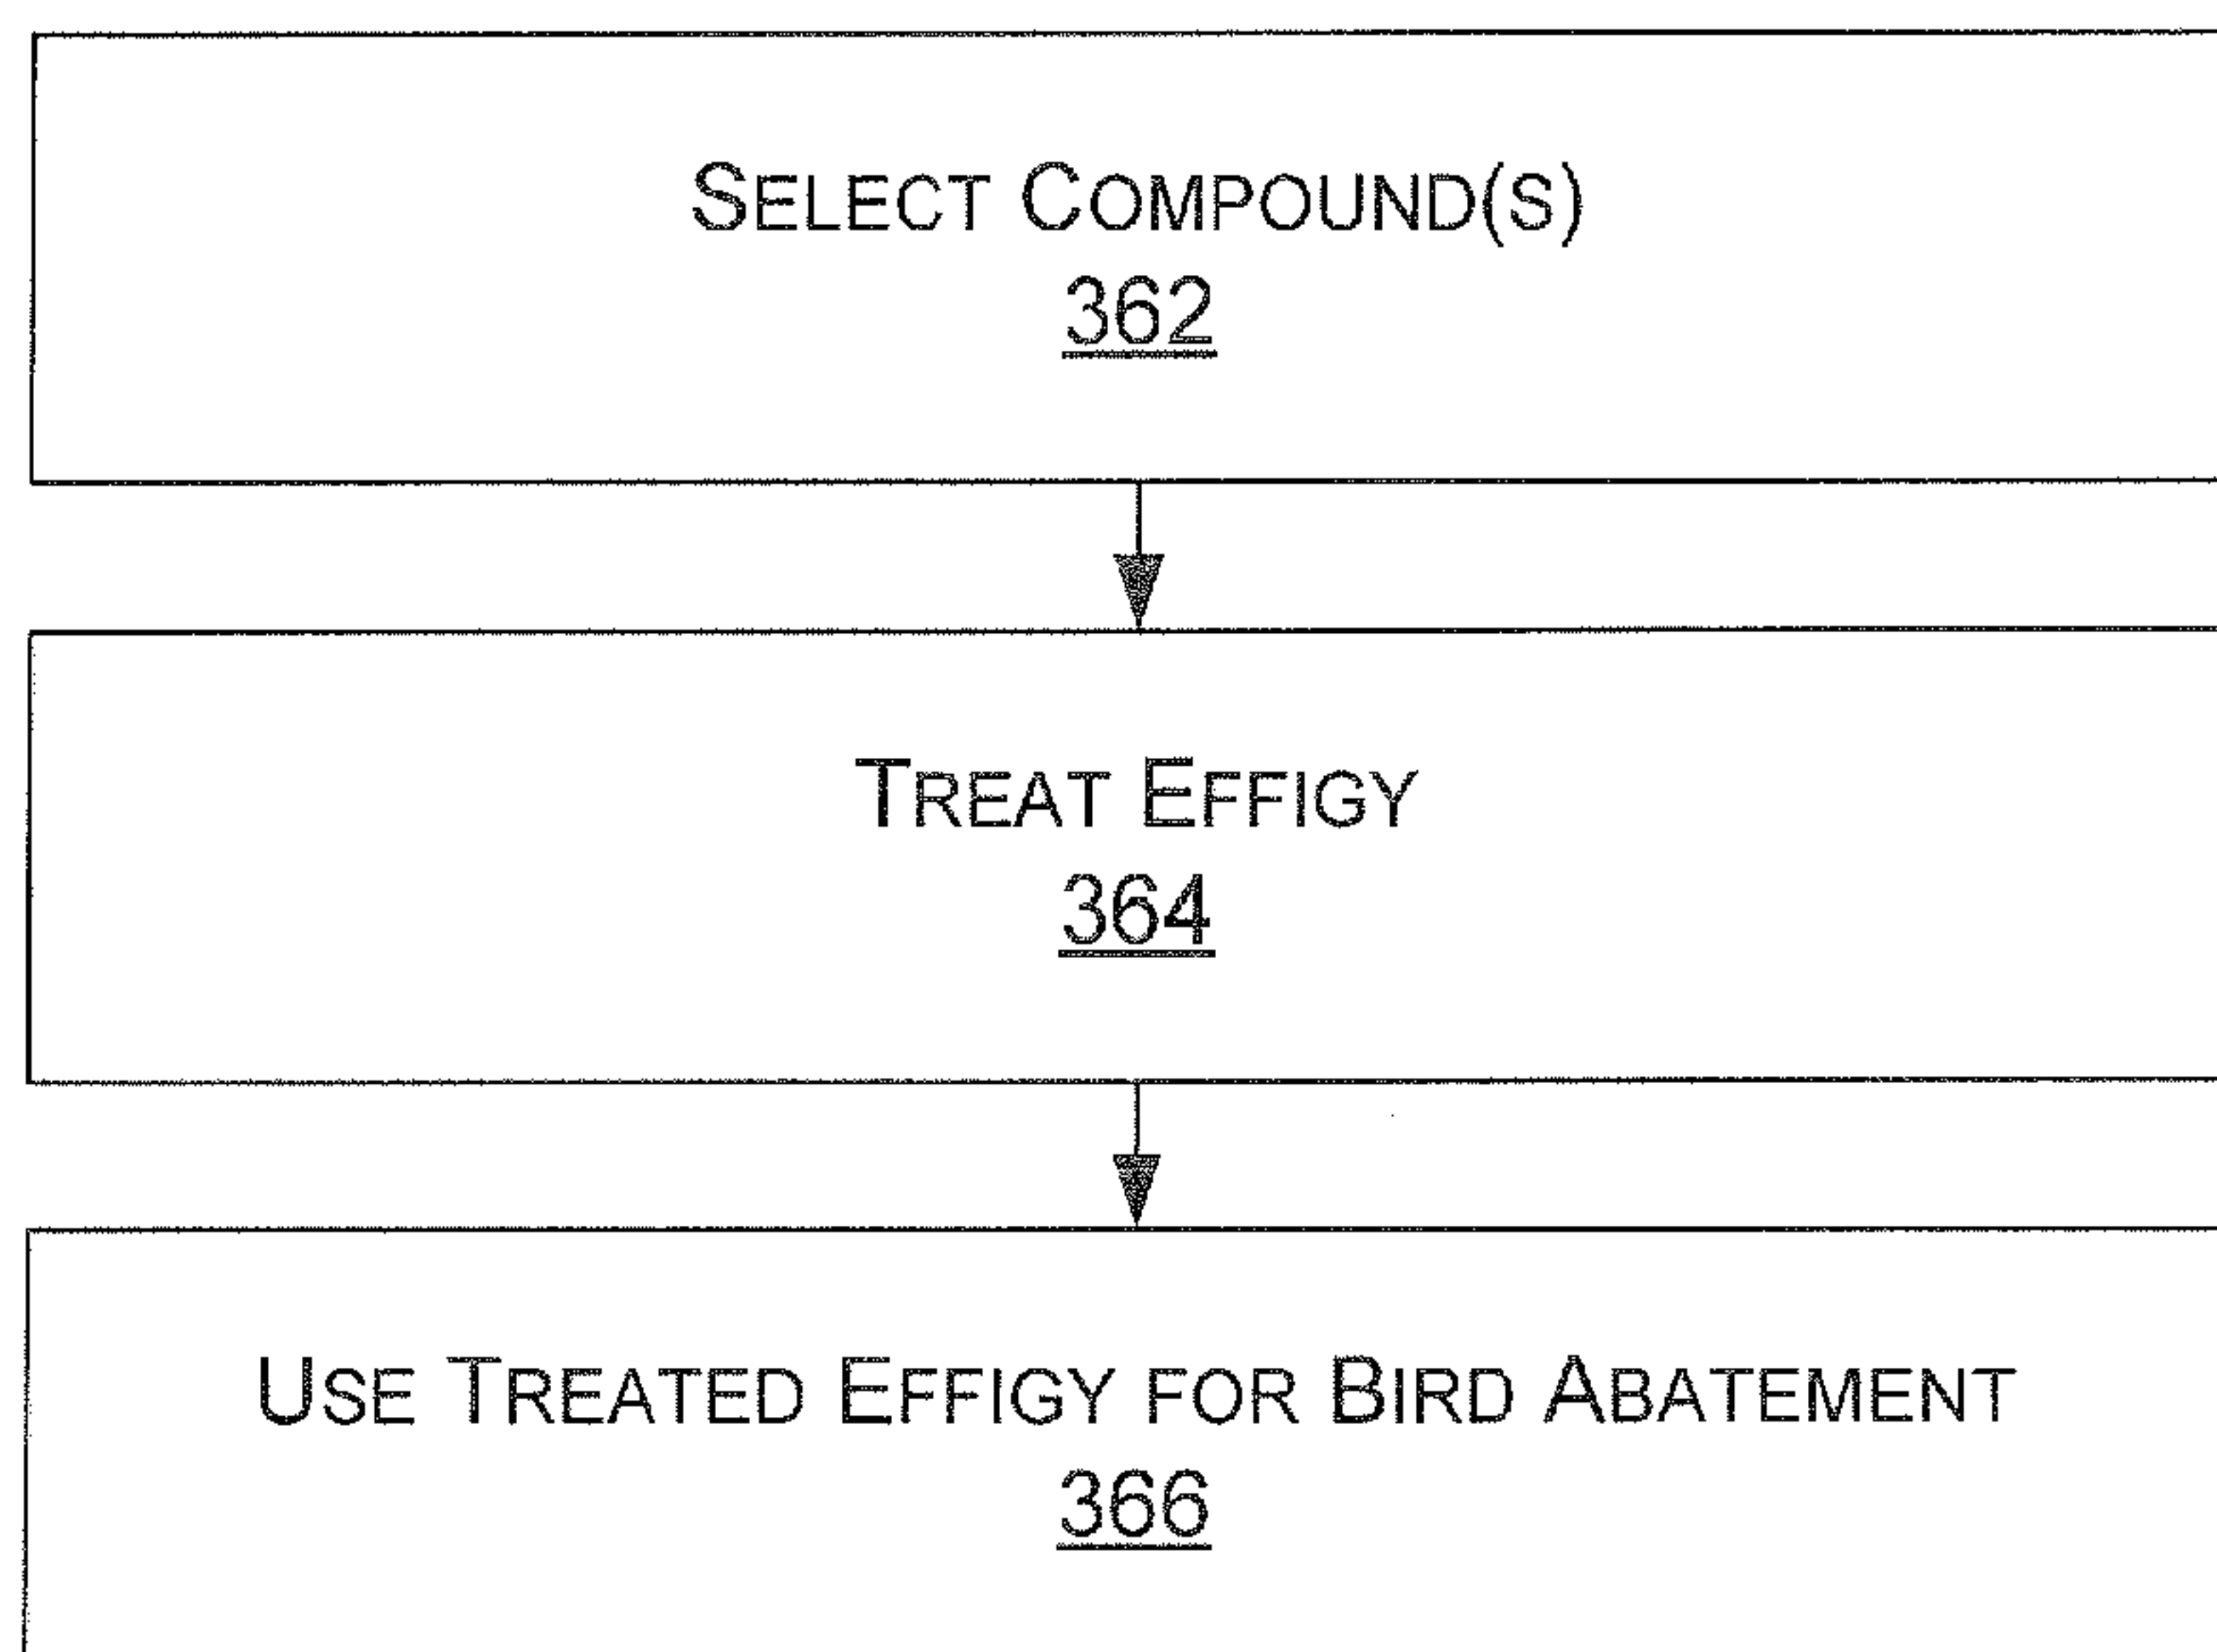 SELECT COMPOUND(S)
362
TREAT EFFIGY
364
USE TREATED EFFIGY FOR BIRD ABATEMENT
366